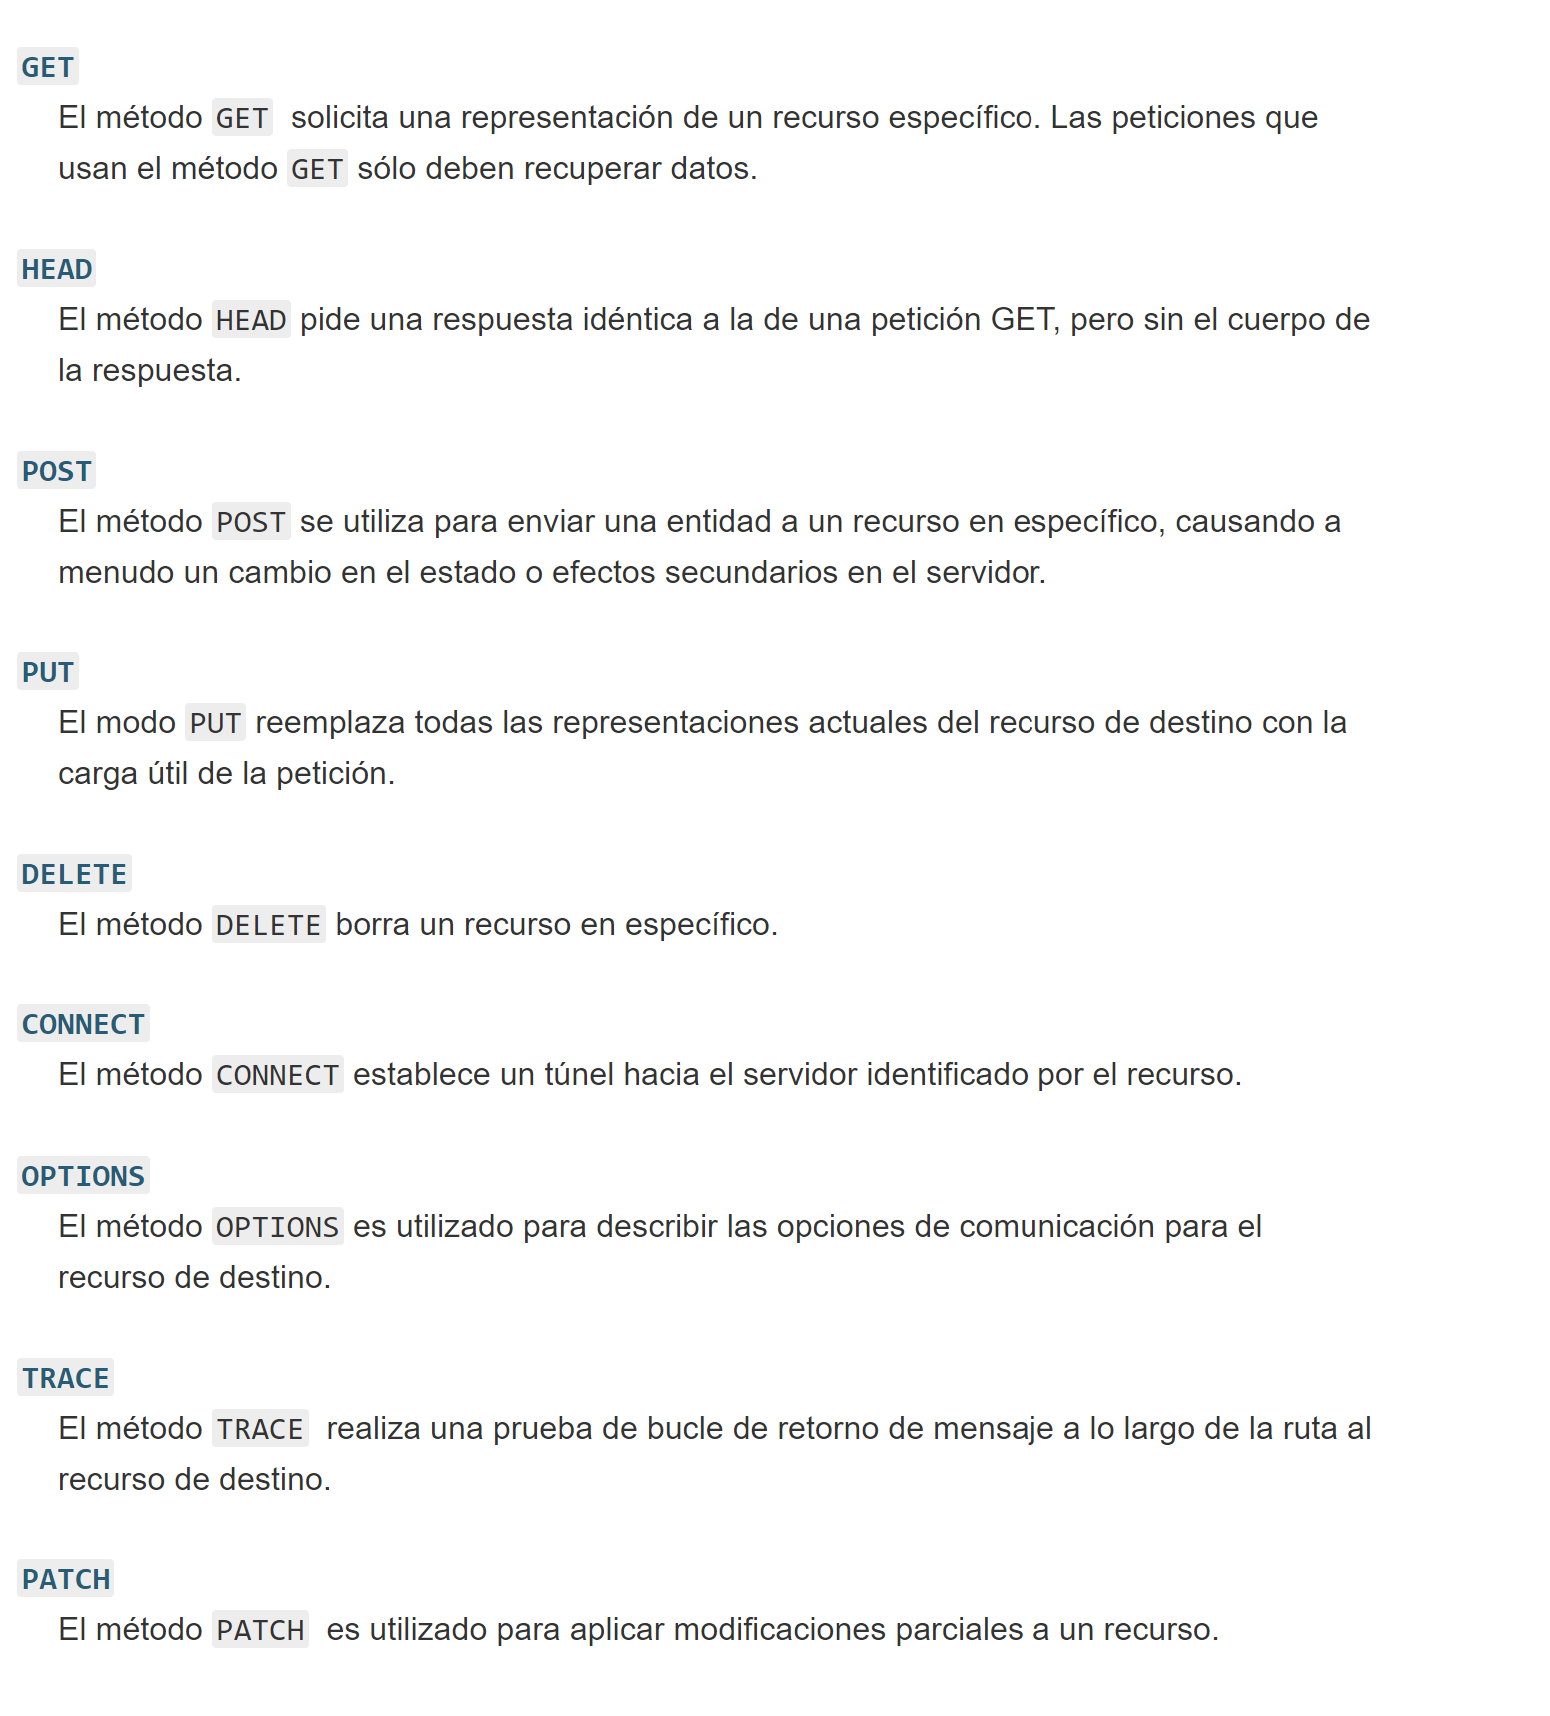 GET
El método GET solicita una representación de un recurso específico. Las peticiones que
usan el método GET sólo deben recuperar datos.
HEAD
El método HEAD pide una respuesta idéntica a la de una petición GET, pero sin el cuerpo de
la respuesta.
POST
El método POST se utiliza para enviar una entidad a un recurso en específico, causando a
menudo un cambio en el estado o efectos secundarios en el servidor.
PUT
El modo PUT reemplaza todas las representaciones actuales del recurso de destino con la
carga útil de la petición.
DELETE
El método DELETE borra un recurso en específico.
CONNECT
El método CONNECT establece un túnel hacia el servidor identificado por el recurso.
OPTIONS
El método OPTIONS es utilizado para describir las opciones de comunicación para el
recurso de destino.
TRACE
El método TRACE realiza una prueba de bucle de retorno de mensaje a lo largo de la ruta al
recurso de destino.
PATCH
El método PATCH es utilizado para aplicar modificaciones parciales a un recurso.